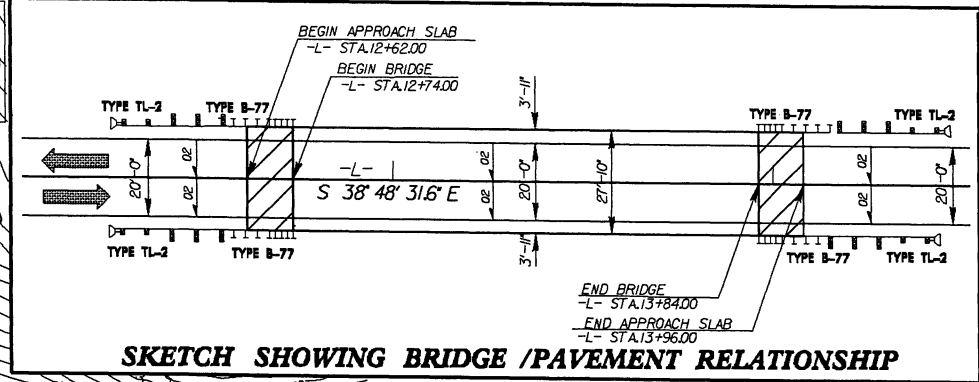 BEGIN APPROACH SLAB
-L- STA.12+62.00
BEGIN BRIDGE
-L- STA.12+74.00
TYPE TL-2
TYPE B-77
3'-11"
TYPE B-77
TYPE TL-2
20'-0"
02
02
-L-
S 38° 48' 31.6" E
02
02
20'-0"
27'-10"
02
02
20'-0"
TYPE TL-2
TYPE B-77
3'-11"
TYPE B-77
TYPE TL-2
END BRIDGE
-L- STA.13+84.00
END APPROACH SLAB
-L- STA.13+96.00
SKETCH SHOWING BRIDGE /PAVEMENT RELATIONSHIP